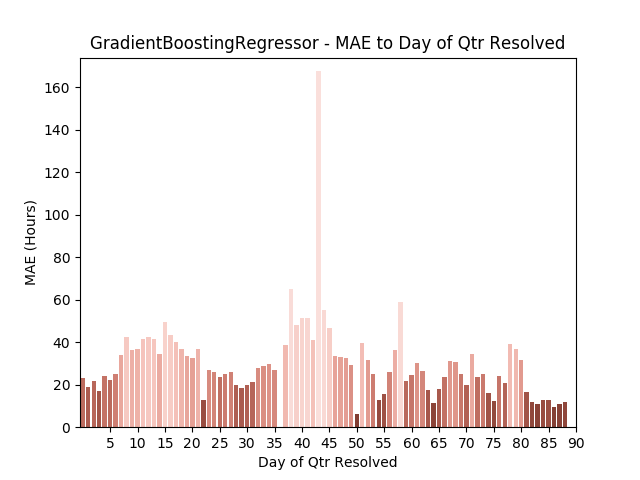 GradientBoostingRegressor - MAE to Day of Qtr Resolved
160
140
120
100
80
60
40
20
0
MAE (Hours)
5 10 15 20 25 30 35 40 45 50 55 60 65 70 75 80 85 90
Day of Qtr Resolved